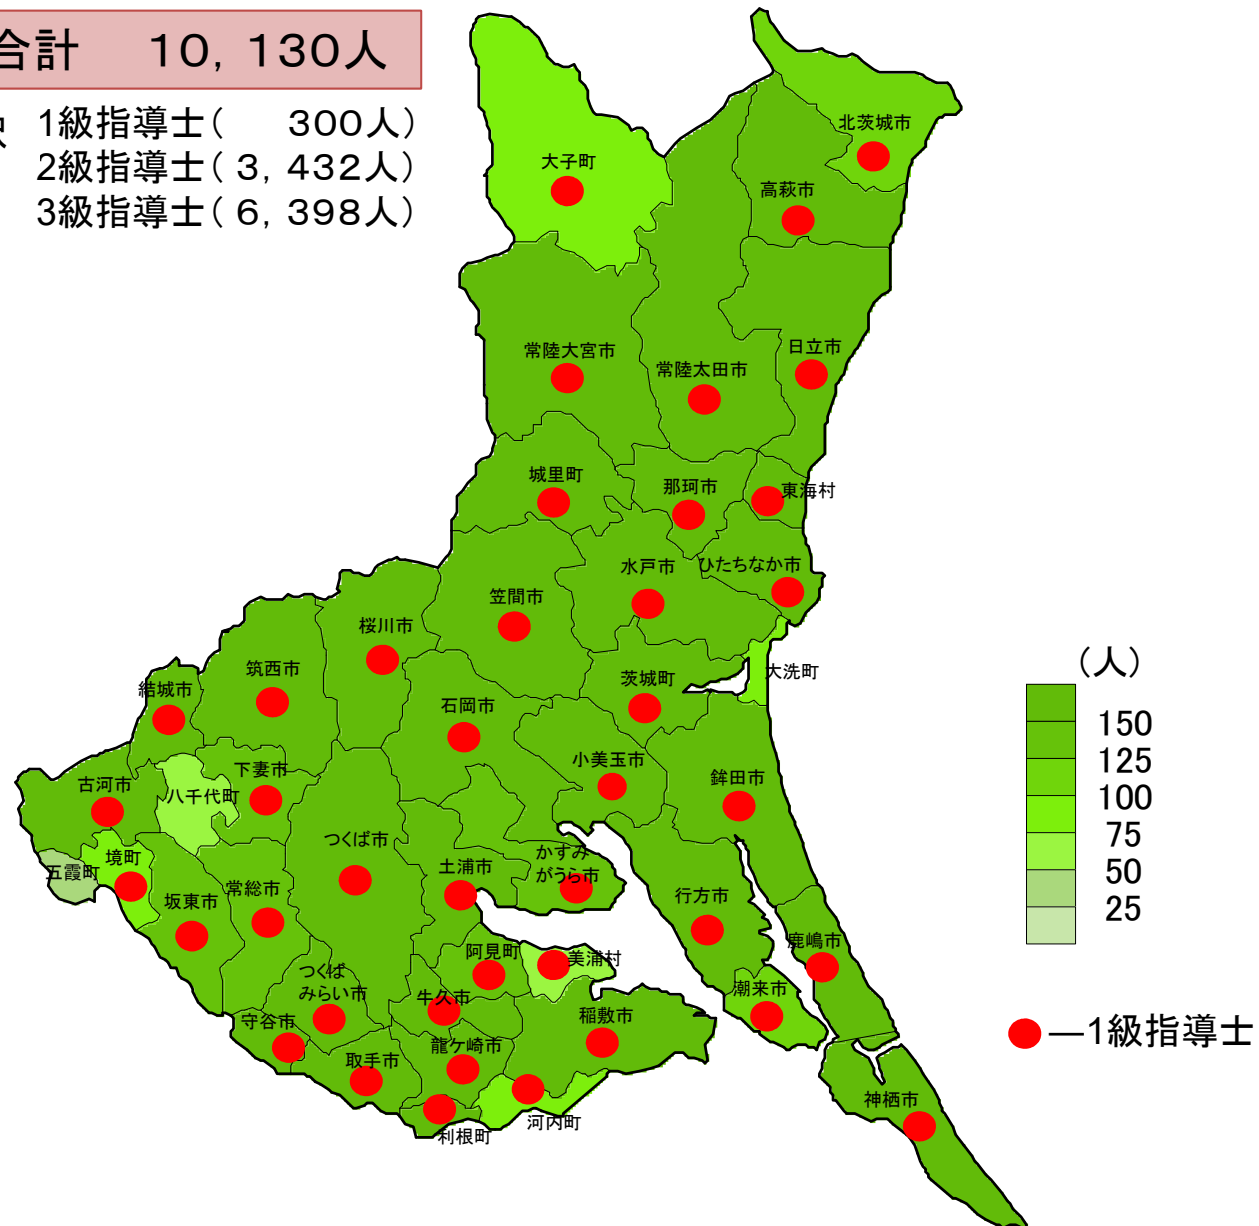 合計　10,130人
1級指導士(　300人)
2級指導士(3,432人)
3級指導士(6,398人)
北茨城市
大子町
高萩市
日立市
常陸大宮市
常陸太田市
城里町
那珂市
東海村
水戸市
ひたちなか市
笠間市
桜川市
筑西市
茨城町
大洗町
結城市
石岡市
小美玉市
下妻市
鉾田市
古河市
八千代町
つくば市
かすみ
がうら市
土浦市
境町
五霞町
坂東市
常総市
行方市
鹿嶋市
阿見町
美浦村
つくば
みらい市
牛久市
潮来市
守谷市
稲敷市
龍ケ崎市
取手市
神栖市
河内町
利根町
(人)
150
125
100
75
50
25
―1級指導士